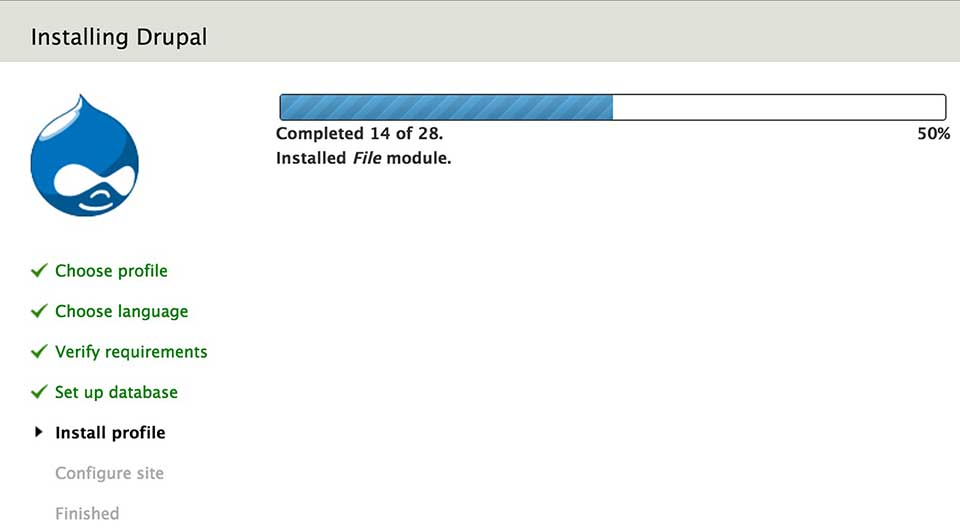 Installing Drupal
Completed 14 of 28.
50%
Installed File module.
Choose profile
Choose language
Verify requirements
Set up database
Install profile
Configure site
Finished